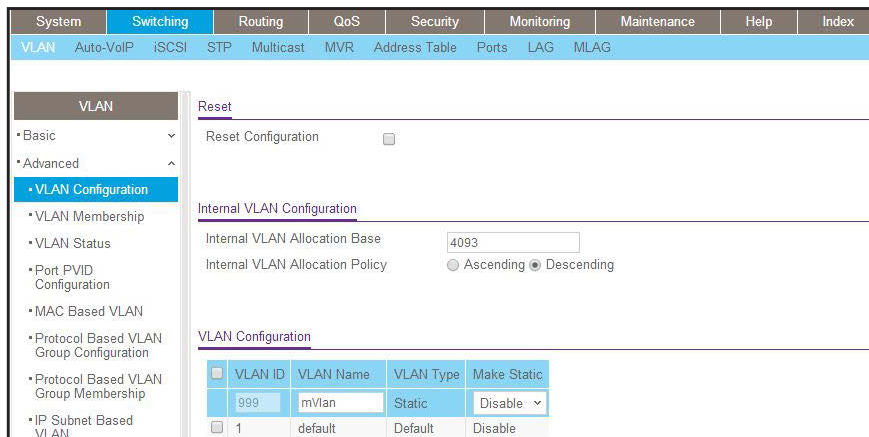 System Switching Routing QoS Security Monitoring Maintenance Help Index
VLAN Auto-VoIP iSCSI STP Multicast MVR Address Table Ports LAG MLAG
VLAN
Basic
Advanced
VLAN Configuration
VLAN Membership
VLAN Status
Port PVID
Configuration
MAC Based VLAN
Protocol Based VLAN
Group Configuration
Protocol Based VLAN
Group Membership
IP Subnet Based
VLAN
Reset
Reset Configuration
Internal VLAN Configuration
Internal VLAN Allocation Base 4093
Internal VLAN Allocation Policy Ascending Descending
VLAN Configuration
VLAN ID VLAN Name VLAN Type Make Static
999 mVlan Static Disable
1 default Default Disable